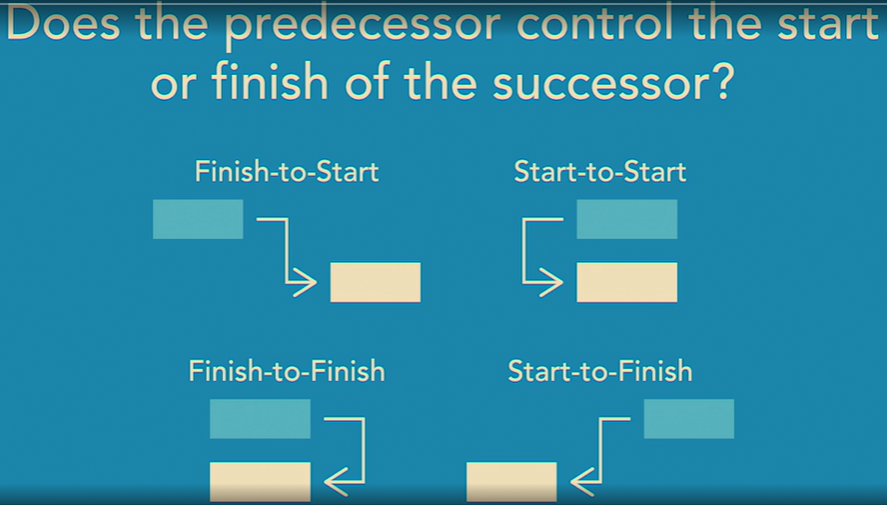 Does the predecessor control the start
or finish of the successor?
Finish-to-Start
Start-to-Start
Finish-to-Finish
Start-to-Finish